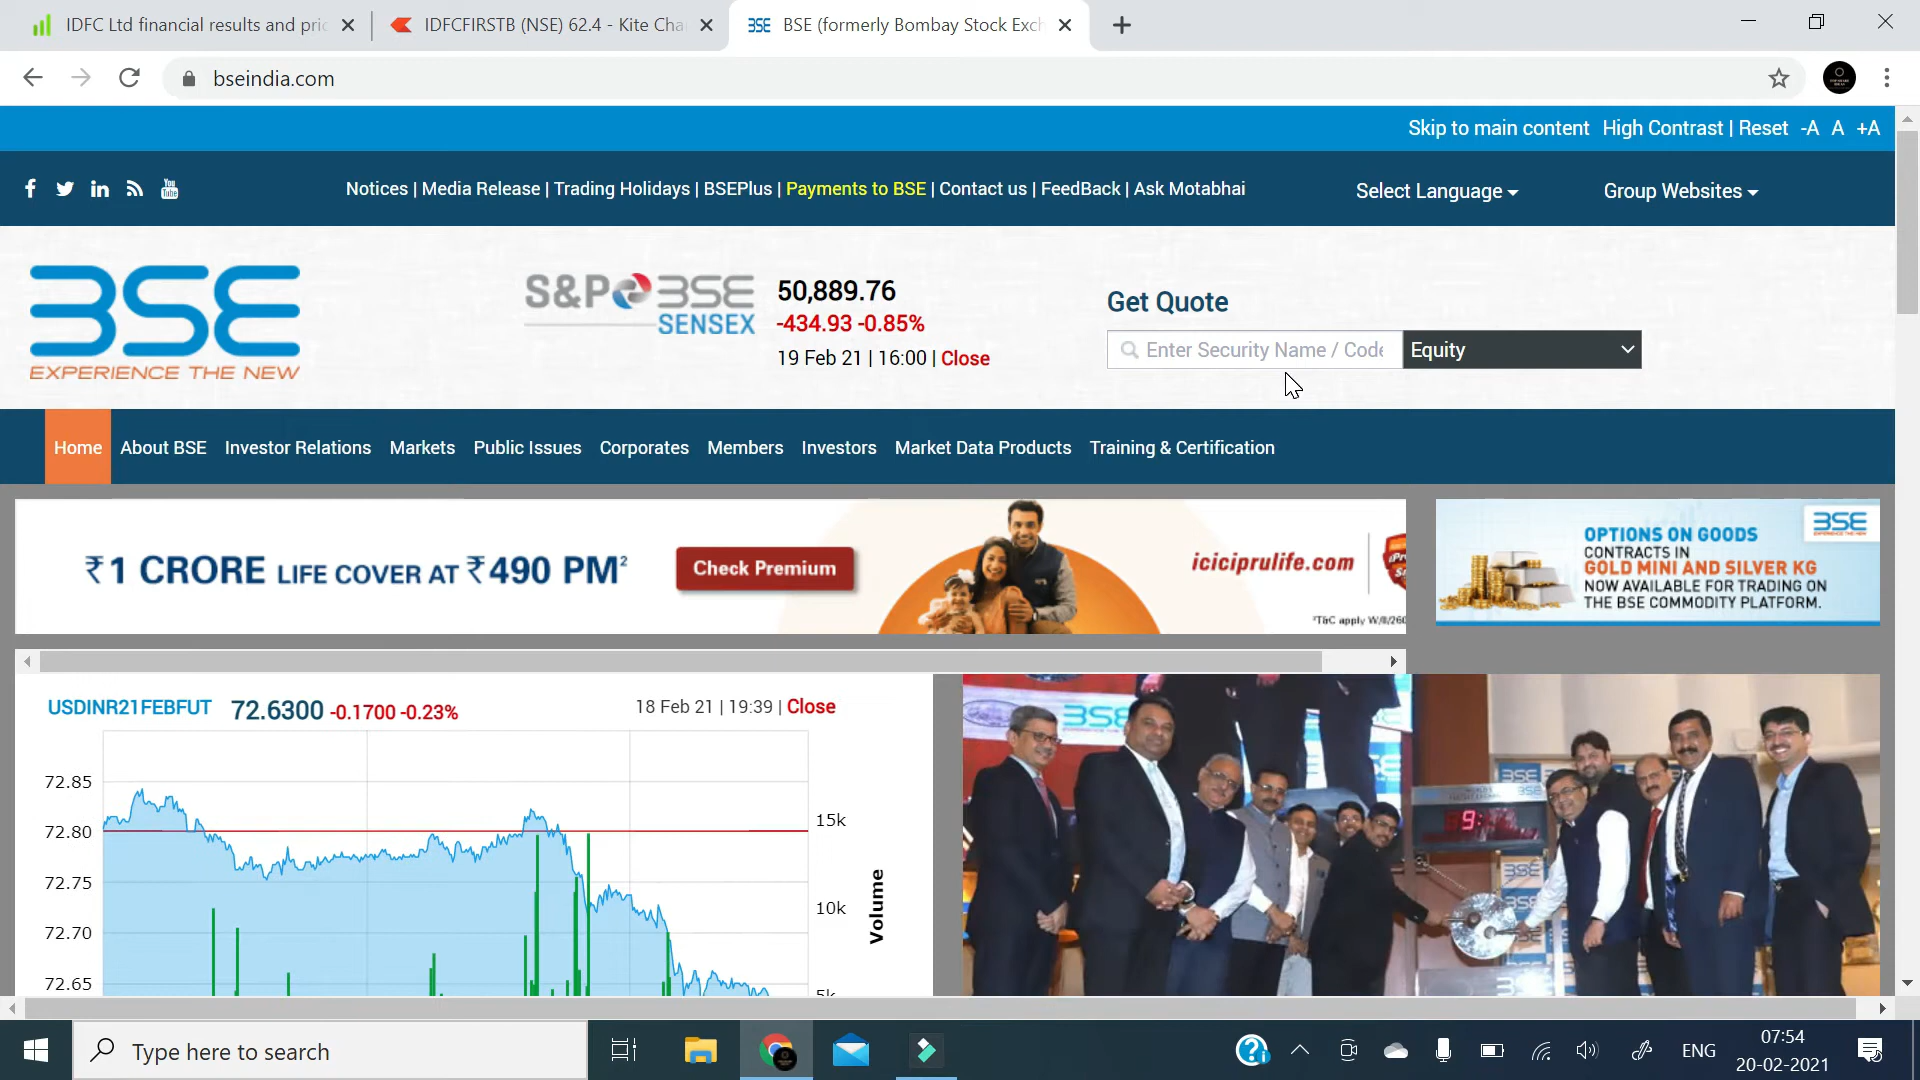 IDFC Ltd financial results and pric
IDFCFIRSTB (NSE) 62.4 - Kite Cha
BSE (formerly Bombay Stock Exch
bseindia.com
Skip to main content High Contrast | Reset -A A +A
Notices | Media Release | Trading Holidays | BSEPlus | Payments to BSE | Contact us | FeedBack | Ask Motabhai
Select Language
Group Websites
BSE
EXPERIENCE THE NEW
S&P BSE
SENSEX
50,889.76
-434.93 -0.85%
19 Feb 21 | 16:00 | Close
Get Quote
Enter Security Name / Code
Equity
Home About BSE Investor Relations Markets Public Issues Corporates Members Investors Market Data Products Training & Certification
₹1 CRORE LIFE COVER AT ₹490 PM²
Check Premium
iciciprulife.com
*T&C apply W/II/260
BSE
OPTIONS ON GOODS
CONTRACTS IN
GOLD MINI AND SILVER KG
NOW AVAILABLE FOR TRADING ON
THE BSE COMMODITY PLATFORM.
USDINR21FEBFUT 72.6300 -0.1700 -0.23%
18 Feb 21 | 19:39 | Close
72.85
72.80
72.75
72.70
72.65
15k
10k
5k
Volume
BSE
9:
Type here to search
ENG
07:54
20-02-2021